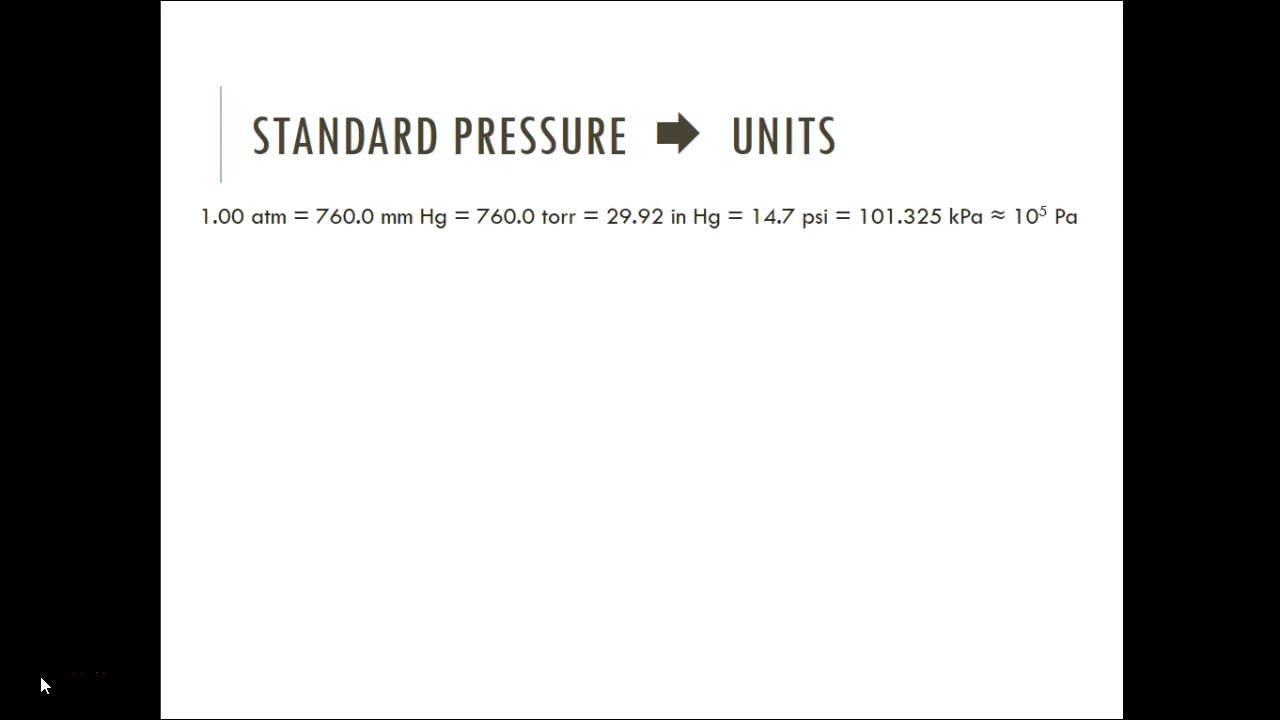 STANDARD PRESSURE ➡ UNITS
1.00 atm = 760.0 mm Hg = 760.0 torr = 29.92 in Hg = 14.7 psi = 101.325 kPa ≈ 10⁵ Pa